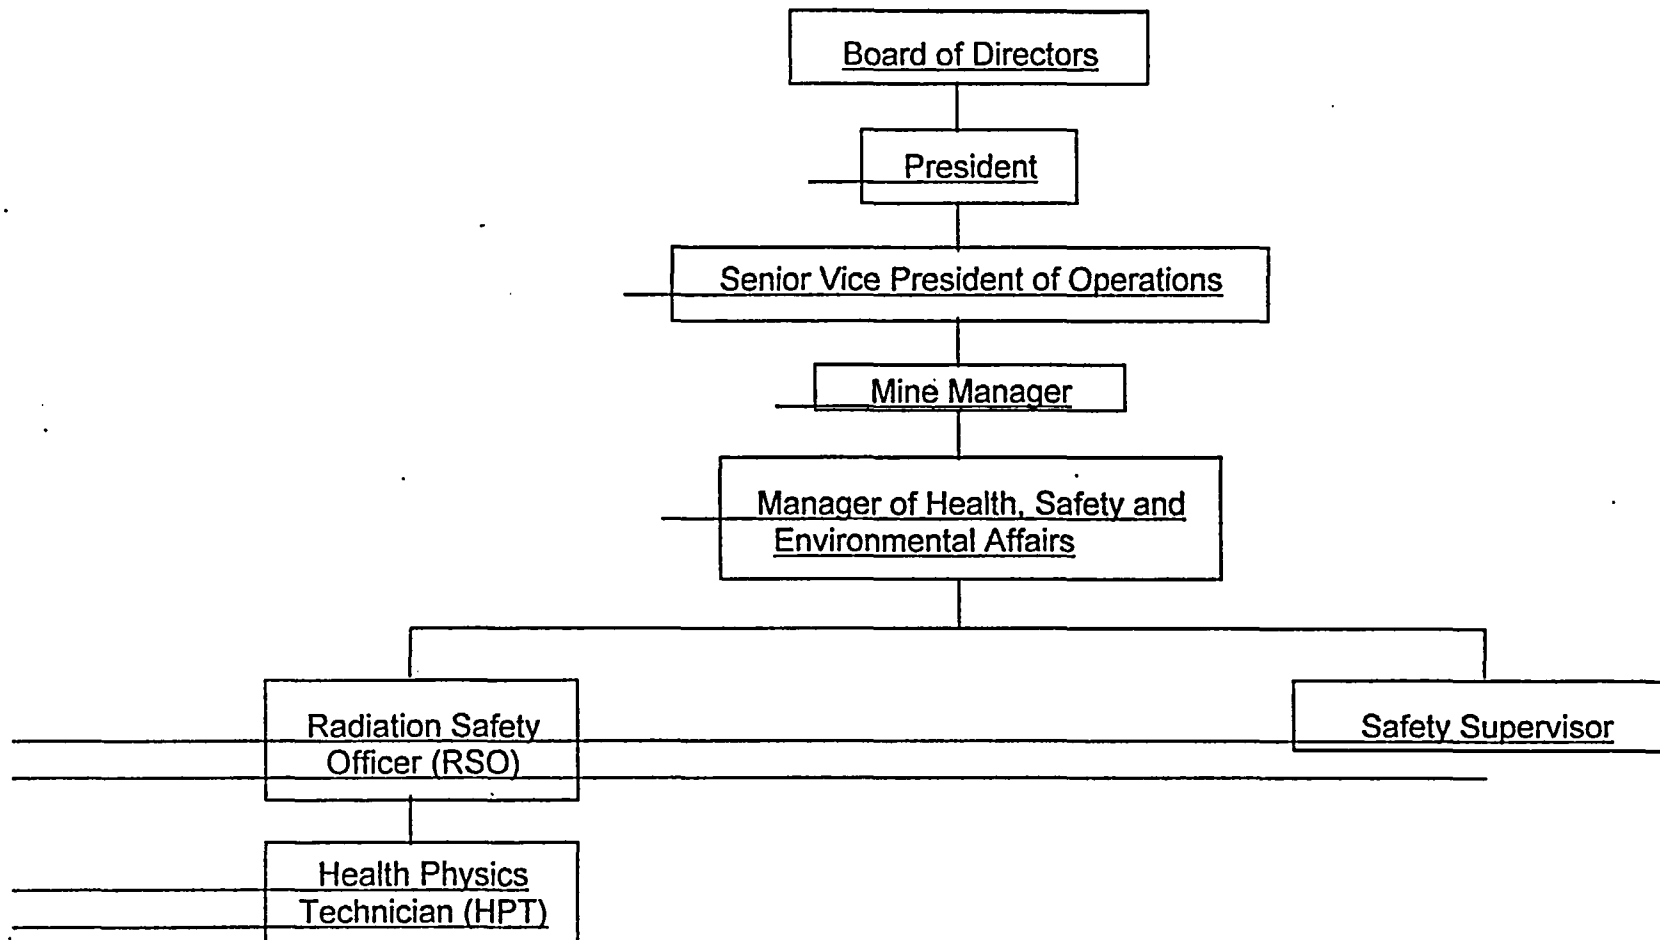 Board of Directors
President
Senior Vice President of Operations
Mine Manager
Manager of Health, Safety and
Environmental Affairs
Radiation Safety
Officer (RSO)
Safety Supervisor
Health Physics
Technician (HPT)